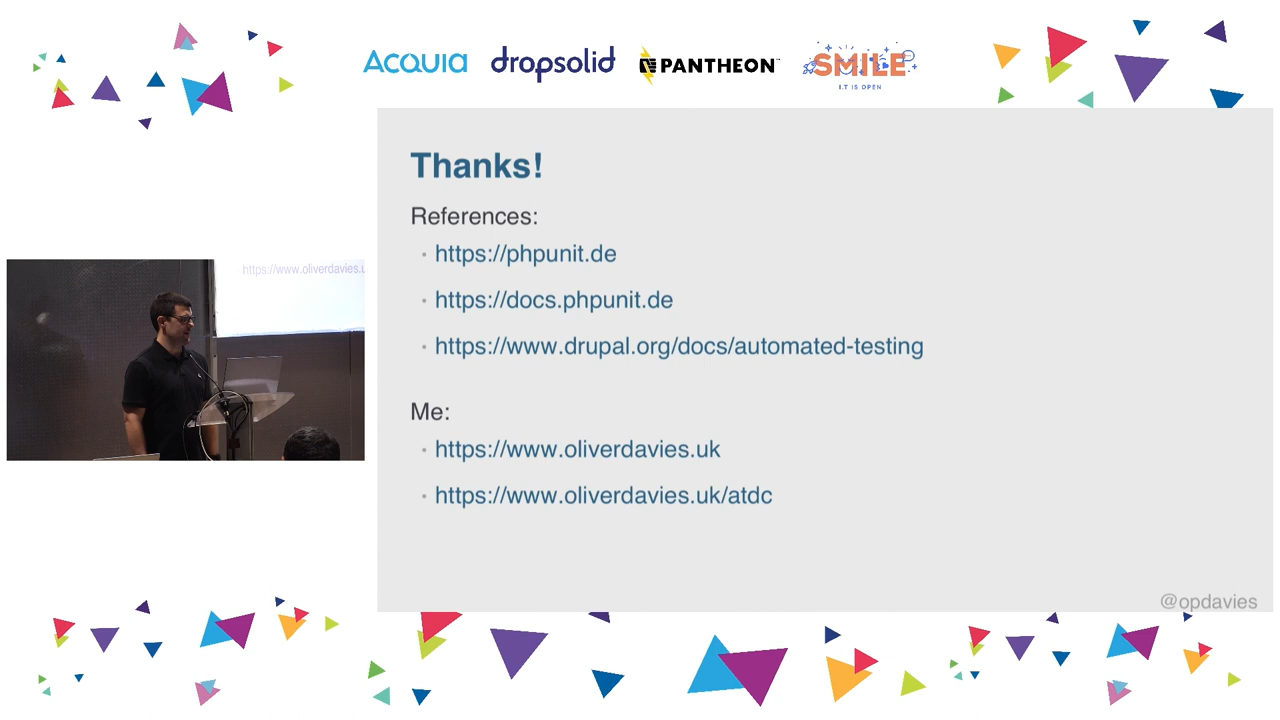 ACQUIA
dropsolid
PANTHEON
SMILE
I.T IS OPEN
Thanks!
References:
https://phpunit.de
https://docs.phpunit.de
https://www.drupal.org/docs/automated-testing
https://www.oliverdavies.u
Me:
https://www.oliverdavies.uk
https://www.oliverdavies.uk/atdc
@opdavies